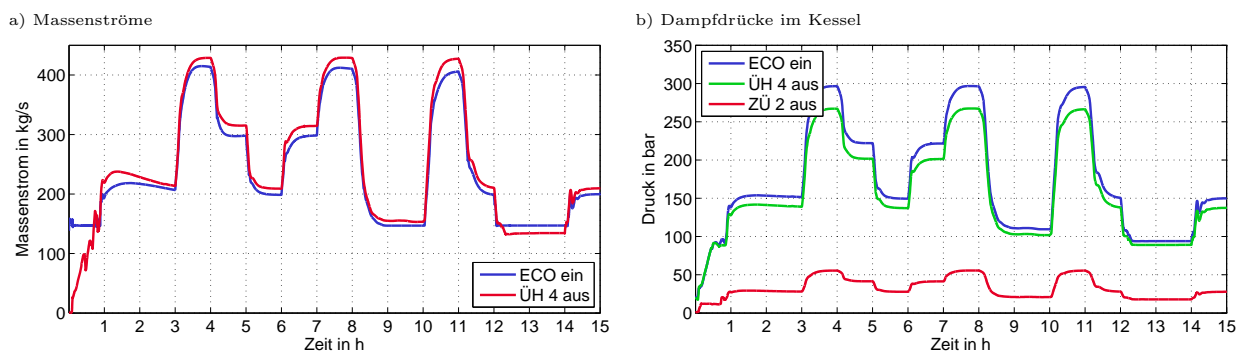 a) Massenströme
Massenstrom in kg/s
400
300
200
100
0
ECO ein
ÜH 4 aus
1 2 3 4 5 6 7 8 9 10 11 12 13 14 15
Zeit in h
b) Dampfdrücke im Kessel
Druck in bar
350
300
250
200
150
100
50
0
ECO ein
ÜH 4 aus
ZÜ 2 aus
1 2 3 4 5 6 7 8 9 10 11 12 13 14 15
Zeit in h